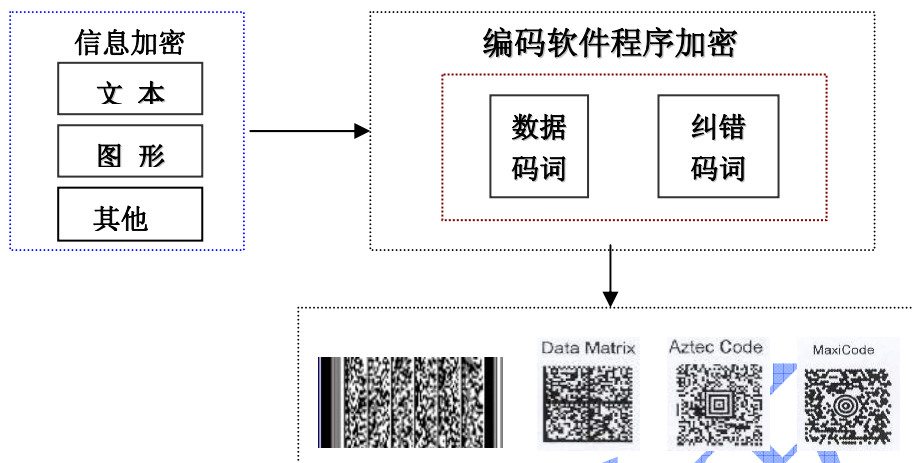 信息加密
文 本
图 形
其他
编码软件程序加密
数据
码词
纠错
码词
Data Matrix
Aztec Code
MaxiCode